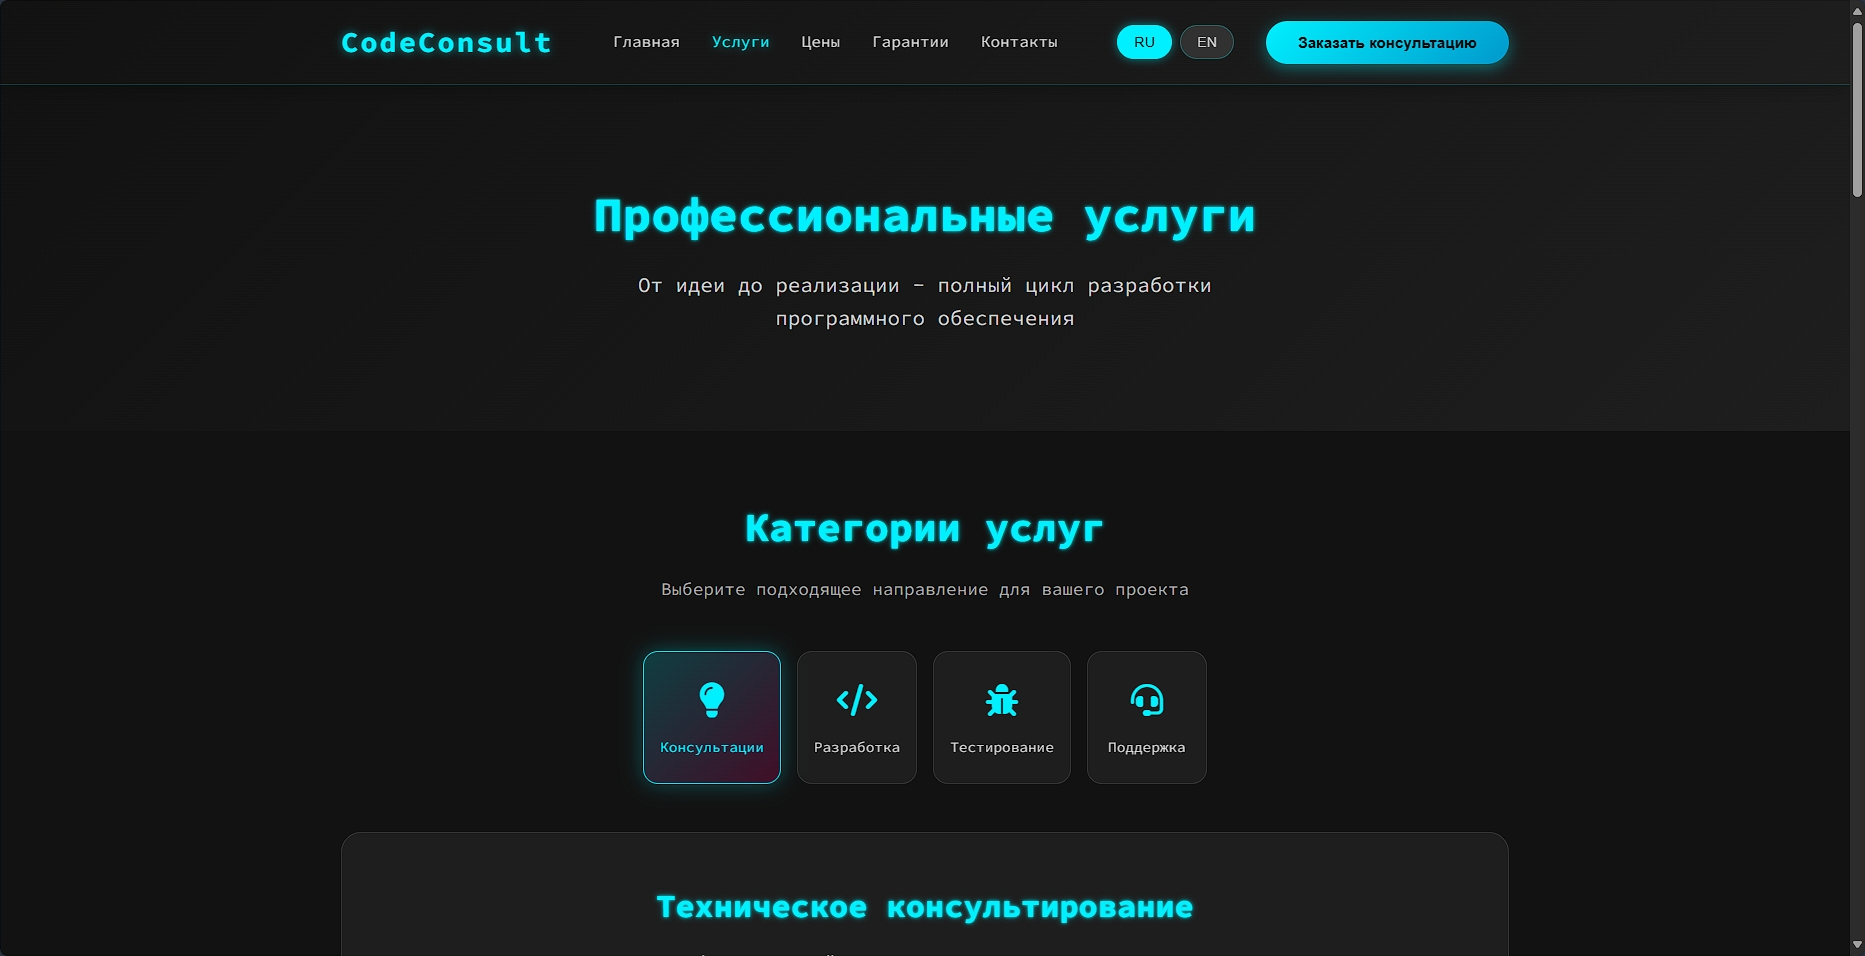 CodeConsult
Главная
Услуги
Цены
Гарантии
Контакты
RU
EN
Заказать консультацию
Профессиональные услуги
От идеи до реализации – полный цикл разработки
программного обеспечения
Категории услуг
Выберите подходящее направление для вашего проекта
Консультации
Разработка
Тестирование
Поддержка
Техническое консультирование